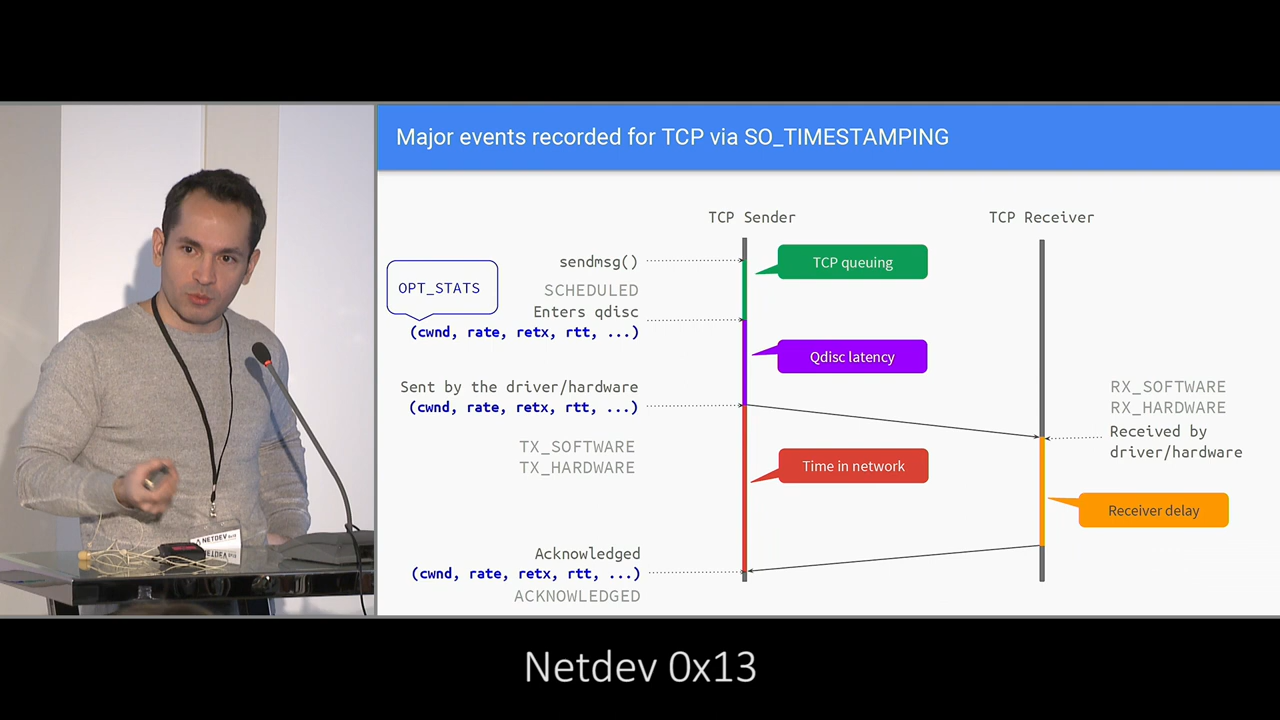 Major events recorded for TCP via SO_TIMESTAMPING
TCP Sender
TCP Receiver
sendmsg()
TCP queuing
OPT_STATS
SCHEDULED
Enters qdisc
(cwnd, rate, retx, rtt, ...)
Qdisc latency
Sent by the driver/hardware
(cwnd, rate, retx, rtt, ...)
RX_SOFTWARE
RX_HARDWARE
Received by
driver/hardware
TX_SOFTWARE
TX_HARDWARE
Time in network
Receiver delay
Acknowledged
(cwnd, rate, retx, rtt, ...)
ACKNOWLEDGED
NETDEV
Netdev 0x13